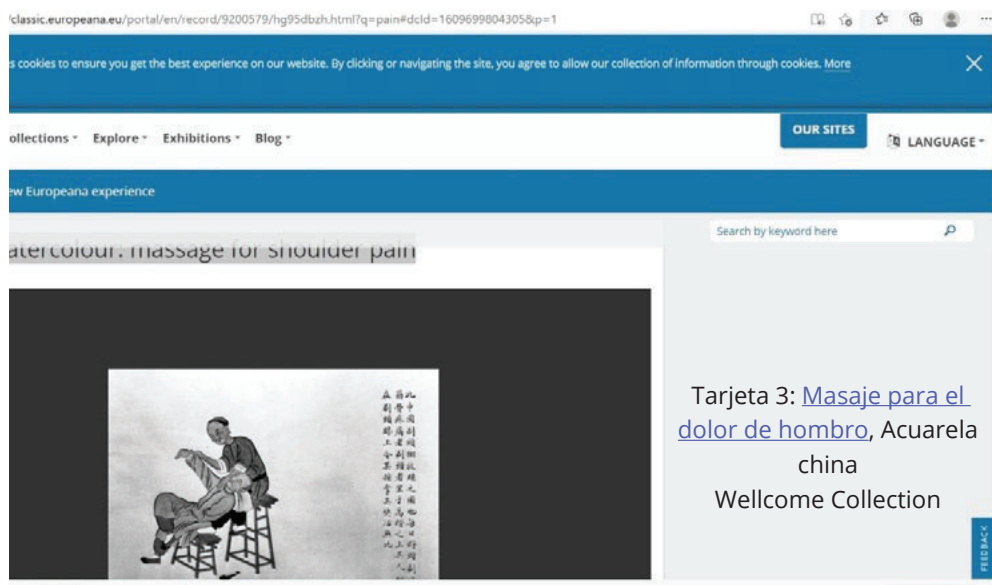 /classic.europeana.eu/portal/en/record/9200579/hg95dbzh.html?q=pain#dcId=1609699804305&p=1
s cookies to ensure you get the best experience on our website. By clicking or navigating the site, you agree to allow our collection of information through cookies. More
ollections Explore Exhibitions Blog
OUR SITES
LANGUAGE
ew Europeana experience
Search by keyword here
atercolour: massage for shoulder pain
Tarjeta 3: Masaje para el
dolor de hombro, Acuarela
china
Wellcome Collection
FEEDBACK